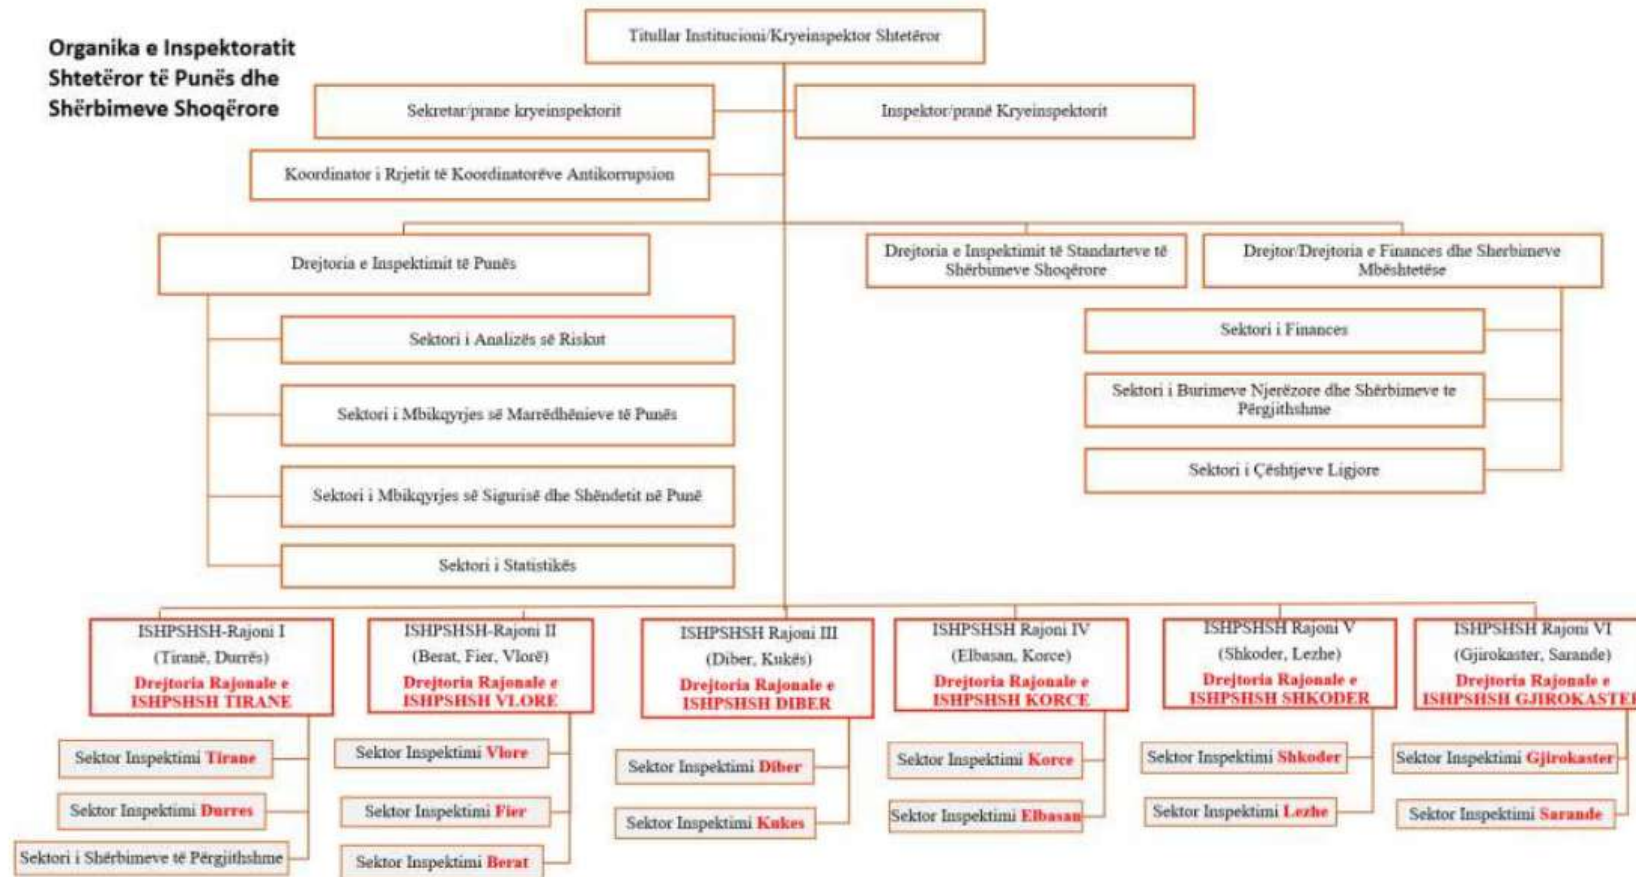 Organika e Inspektoratit
Shtetëror të Punës dhe
Shërbimeve Shoqërore
Titullar Institucioni/Kryeinspektor Shtetëror
Sekretar/prane kryeinspektorit
Inspektor/pranë Kryeinspektorit
Koordinator i Rrjetit të Koordinatorëve Antikorrupsion
Drejtoria e Inspektimit të Punës
Drejtoria e Inspektimit të Standarteve të
Shërbimeve Shoqërore
Drejtor/Drejtoria e Finances dhe Sherbimeve
Mbështetëse
Sektori i Analizës së Riskut
Sektori i Mbikqyrjes së Marrëdhënieve të Punës
Sektori i Mbikqyrjes së Sigurisë dhe Shëndetit në Punë
Sektori i Statistikës
Sektori i Finances
Sektori i Burimeve Njerëzore dhe Shërbimeve te
Përgjithshme
Sektori i Çështjeve Ligjore
ISHPSHSH-Rajoni I
(Tiranë, Durrës)
Drejtoria Rajonale e
ISHPSHSH TIRANE
Sektor Inspektimi Tirane
Sektor Inspektimi Durres
Sektori i Shërbimeve të Përgjithshme
ISHPSHSH-Rajoni II
(Berat, Fier, Vlorë)
Drejtoria Rajonale e
ISHPSHSH VLORE
Sektor Inspektimi Vlore
Sektor Inspektimi Fier
Sektor Inspektimi Berat
ISHPSHSH Rajoni III
(Diber, Kukës)
Drejtoria Rajonale e
ISHPSHSH DIBER
Sektor Inspektimi Diber
Sektor Inspektimi Kukes
ISHPSHSH Rajoni IV
(Elbasan, Korce)
Drejtoria Rajonale e
ISHPSHSH KORCE
Sektor Inspektimi Korce
Sektor Inspektimi Elbasan
ISHPSHSH Rajoni V
(Shkoder, Lezhe)
Drejtoria Rajonale e
ISHPSHSH SHKODER
Sektor Inspektimi Shkoder
Sektor Inspektimi Lezhe
ISHPSHSH Rajoni VI
(Gjirokaster, Sarande)
Drejtoria Rajonale e
ISHPSHSH GJIROKASTER
Sektor Inspektimi Gjirokaster
Sektor Inspektimi Sarande